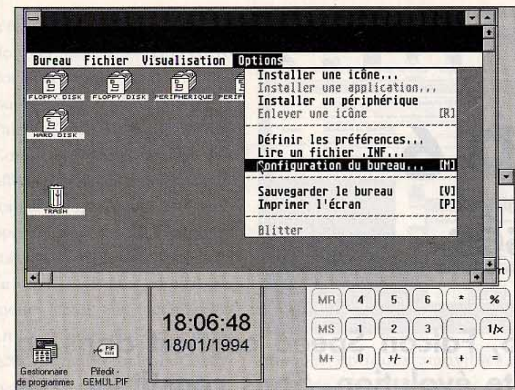 Bureau Fichier Visualisation Options
FLOPPY DISK FLOPPY DISK PERIPHERIQUE
HARD DISK
TRASH
Installer une icône...
Installer une application...
Installer un périphérique
Enlever une icône [R]
Définir les préférences...
Lire un fichier .INF...
Configuration du bureau... [M]
Sauvegarder le bureau [V]
Imprimer l'écran [P]
Blitter
18:06:48
18/01/1994
MR 4 5 6 * %
MS 1 2 3 - 1/x
M+ 0 +/- , + =
Gestionnaire
de programmes
Pifedit -
GEMUL.PIF